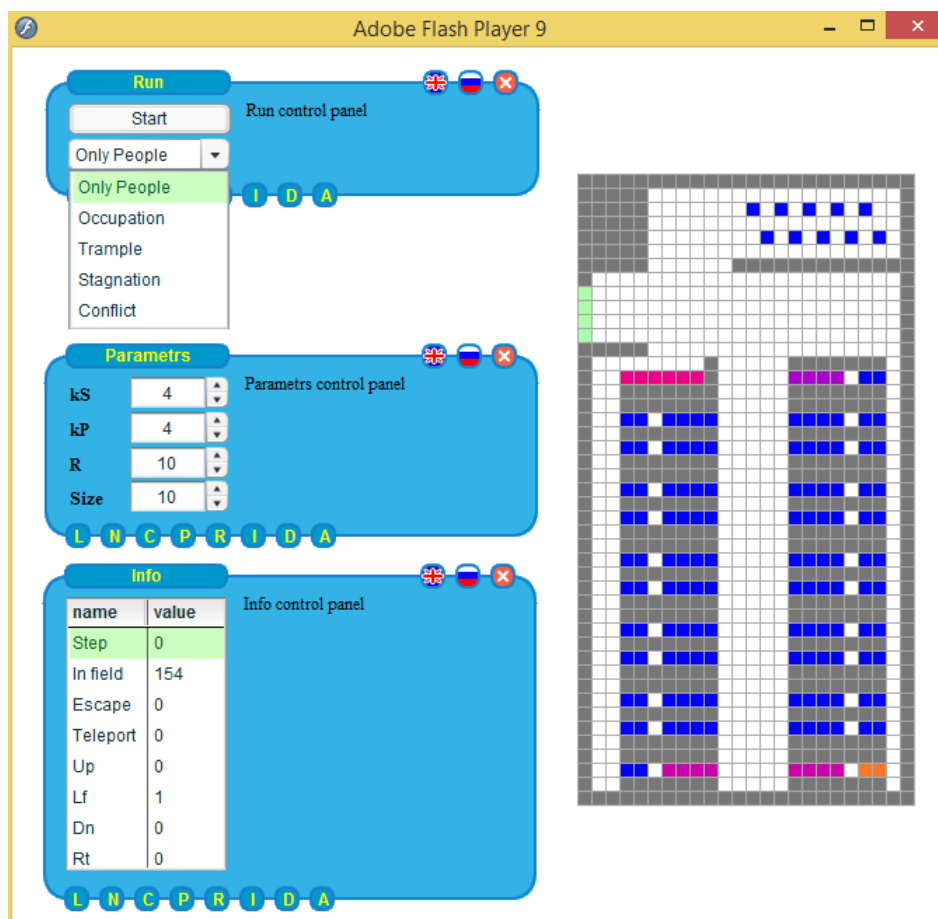 Adobe Flash Player 9
Run
Start
Run control panel
Only People
Only People
Occupation
Trample
Stagnation
Conflict
I D A
Parametrs
Parametrs control panel
kS 4
kP 4
R 10
Size 10
L N C P R I D A
Info
Info control panel
name value
Step 0
In field 154
Escape 0
Teleport 0
Up 0
Lf 1
Dn 0
Rt 0
L N C P R I D A